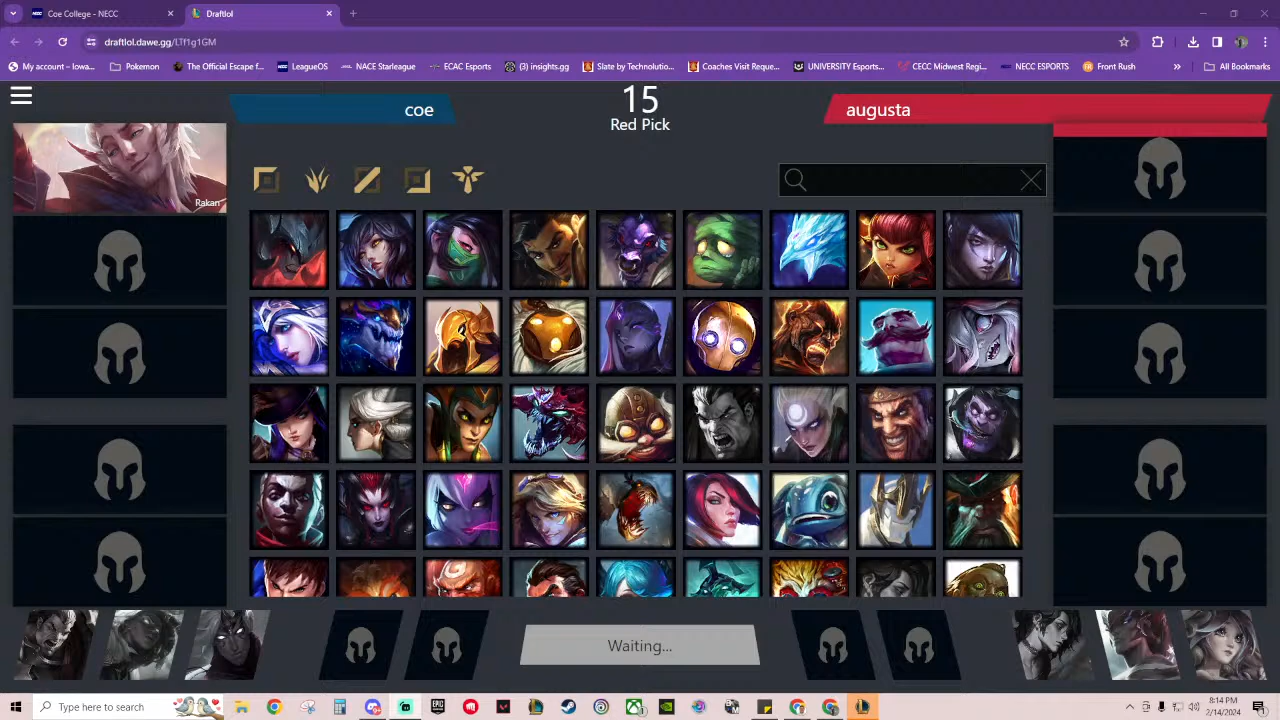 Coe College - NECC
Draftlol
draftlol.dawe.gg/LTf1g1GM
My account – Iowa...
Pokemon
The Official Escape f...
LeagueOS
NACE Starleague
ECAC Esports
(3) insights.gg
Slate by Technolutio...
Coaches Visit Reque...
UNIVERSITY Esports...
CECC Midwest Regi...
NECC ESPORTS
Front Rush
All Bookmarks
coe
15
Red Pick
augusta
Rakan
Waiting...
Type here to search
8:14 PM
2/14/2024